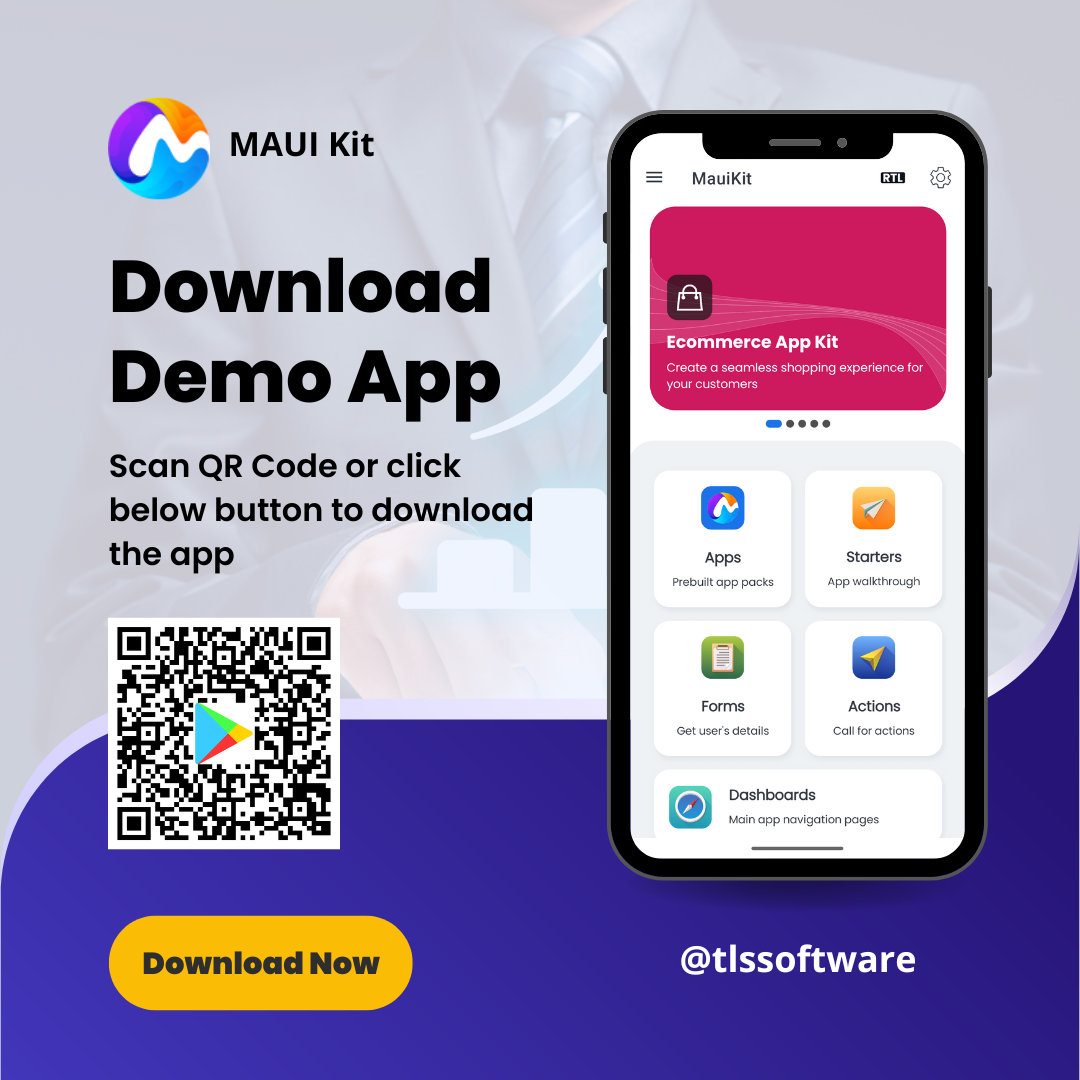 MAUI Kit
Download
Demo App
Scan QR Code or click
below button to download
the app
Download Now
MauiKit
RTL
Ecommerce App Kit
Create a seamless shopping experience for
your customers
Apps
Prebuilt app packs
Starters
App walkthrough
Forms
Get user's details
Actions
Call for actions
Dashboards
Main app navigation pages
@tlssoftware